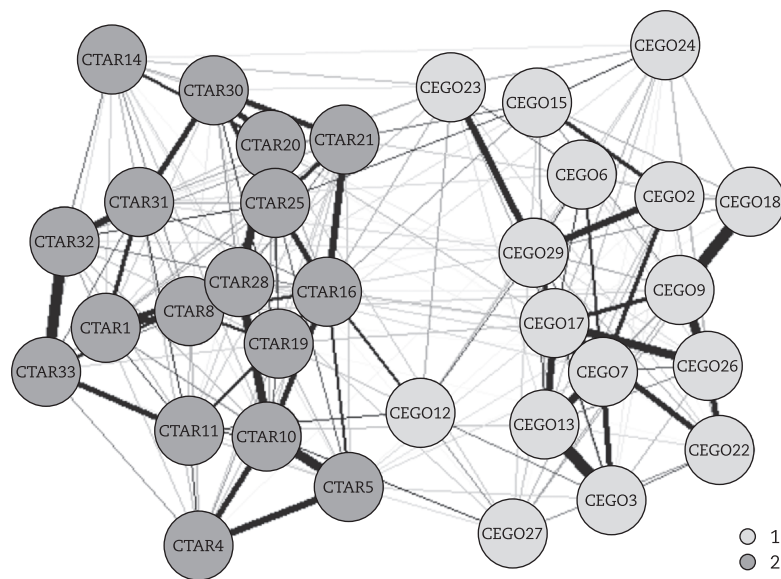 CEGO24
CTAR14
CTAR30
CEGO23
CEGO15
CTAR20
CTAR21
CEGO6
CTAR31
CTAR25
CEGO2
CEGO18
CTAR32
CEGO29
CTAR28
CTAR16
CEGO9
CTAR8
CTAR1
CEGO17
CTAR19
CTAR33
CEGO7
CEGO26
CEGO12
CEGO13
CTAR11
CTAR10
CEGO22
CTAR5
CEGO3
CEGO27
CTAR4
1
2